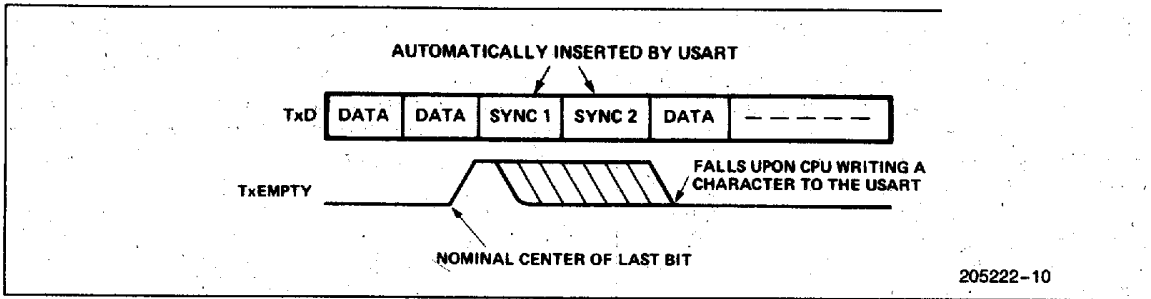 AUTOMATICALLY INSERTED BY USART
TxD DATA DATA SYNC 1 SYNC 2 DATA
TxEMPTY
FALLS UPON CPU WRITING A
CHARACTER TO THE USART
NOMINAL CENTER OF LAST BIT
205222-10